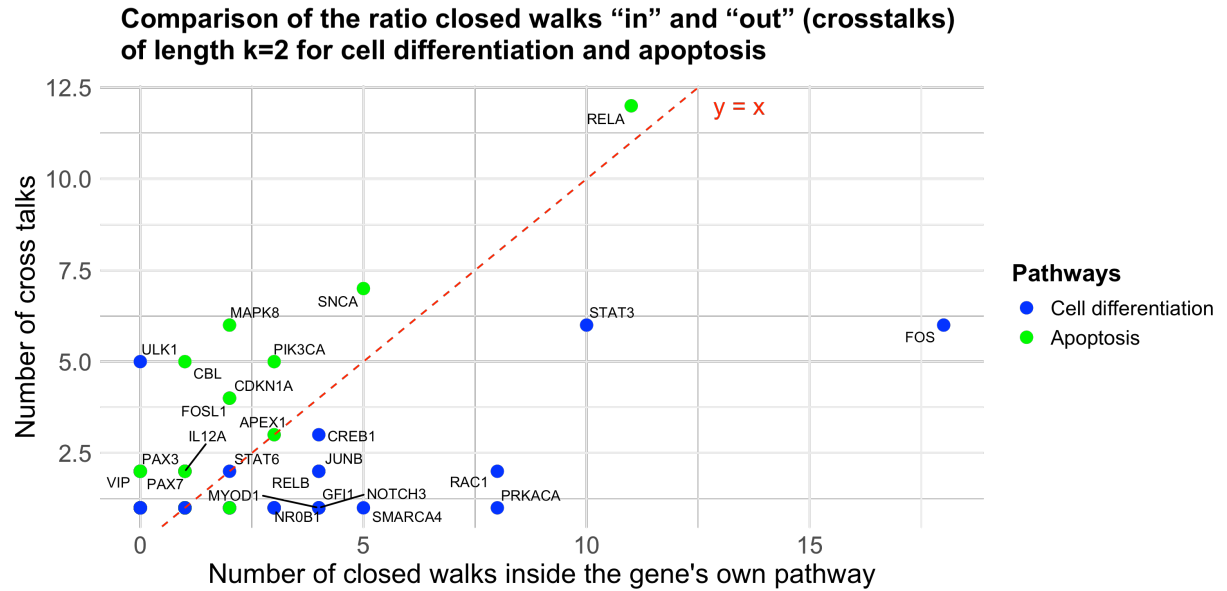 Comparison of the ratio closed walks “in” and “out” (crosstalks)
of length k=2 for cell differentiation and apoptosis
12.5
y = x
RELA
10.0
Number of cross talks
7.5
SNCA
MAPK8
STAT3
FOS
Pathways
Cell differentiation
Apoptosis
5.0
ULK1
PIK3CA
CBL
CDKN1A
FOSL1
APEX1
IL12A
CREB1
2.5
PAX3
STAT6
JUNB
VIP
PAX7
RELB
RAC1
MYOD1
GFI1
NOTCH3
PRKACA
NR0B1
SMARCA4
0
5
10
15
Number of closed walks inside the gene's own pathway